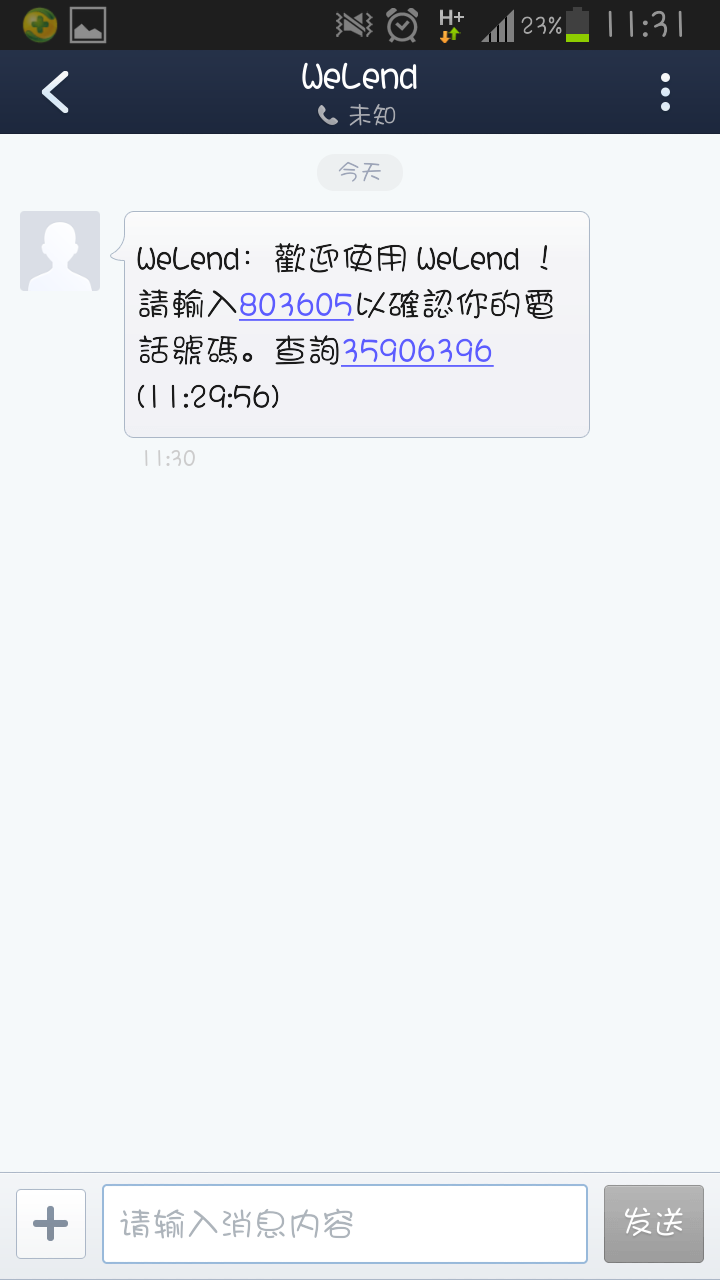 23% 11:31
WeLend
未知
今天
WeLend： 歡迎使用 WeLend ！
請輸入803605以確認你的電
話號碼。查詢35906396
(11:29:56)
11:30
请输入消息内容
发送